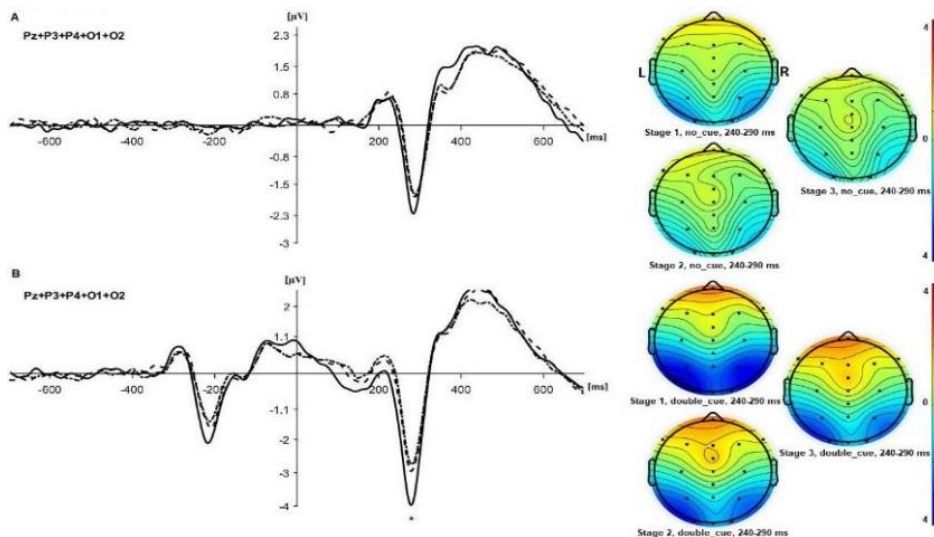 A
[µV]
Pz+P3+P4+O1+O2
2.3
1.5
0.8
-600
-400
-200
200
400
600
[ms]
-0.8
-1.5
-2.3
-3
4
0
4
L
R
Stage 1, no_cue, 240-290 ms
Stage 3, no_cue, 240-290 ms
Stage 2, no_cue, 240-290 ms
B
[µV]
Pz+P3+P4+O1+O2
2
1.1
-600
-400
-200
200
400
600
[ms]
-1.1
-2
-3
-4
*
4
0
4
Stage 1, double_cue, 240-290 ms
Stage 3, double_cue, 240-290 ms
Stage 2, double_cue, 240-290 ms